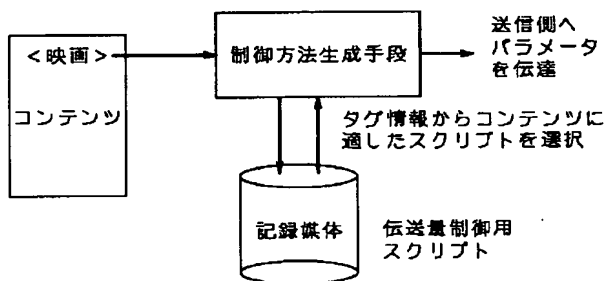 <映画>
コンテンツ
制御方法生成手段
送信側へ
パラメータ
を伝達
タグ情報からコンテンツに
適したスクリプトを選択
記録媒体
伝送量制御用
スクリプト